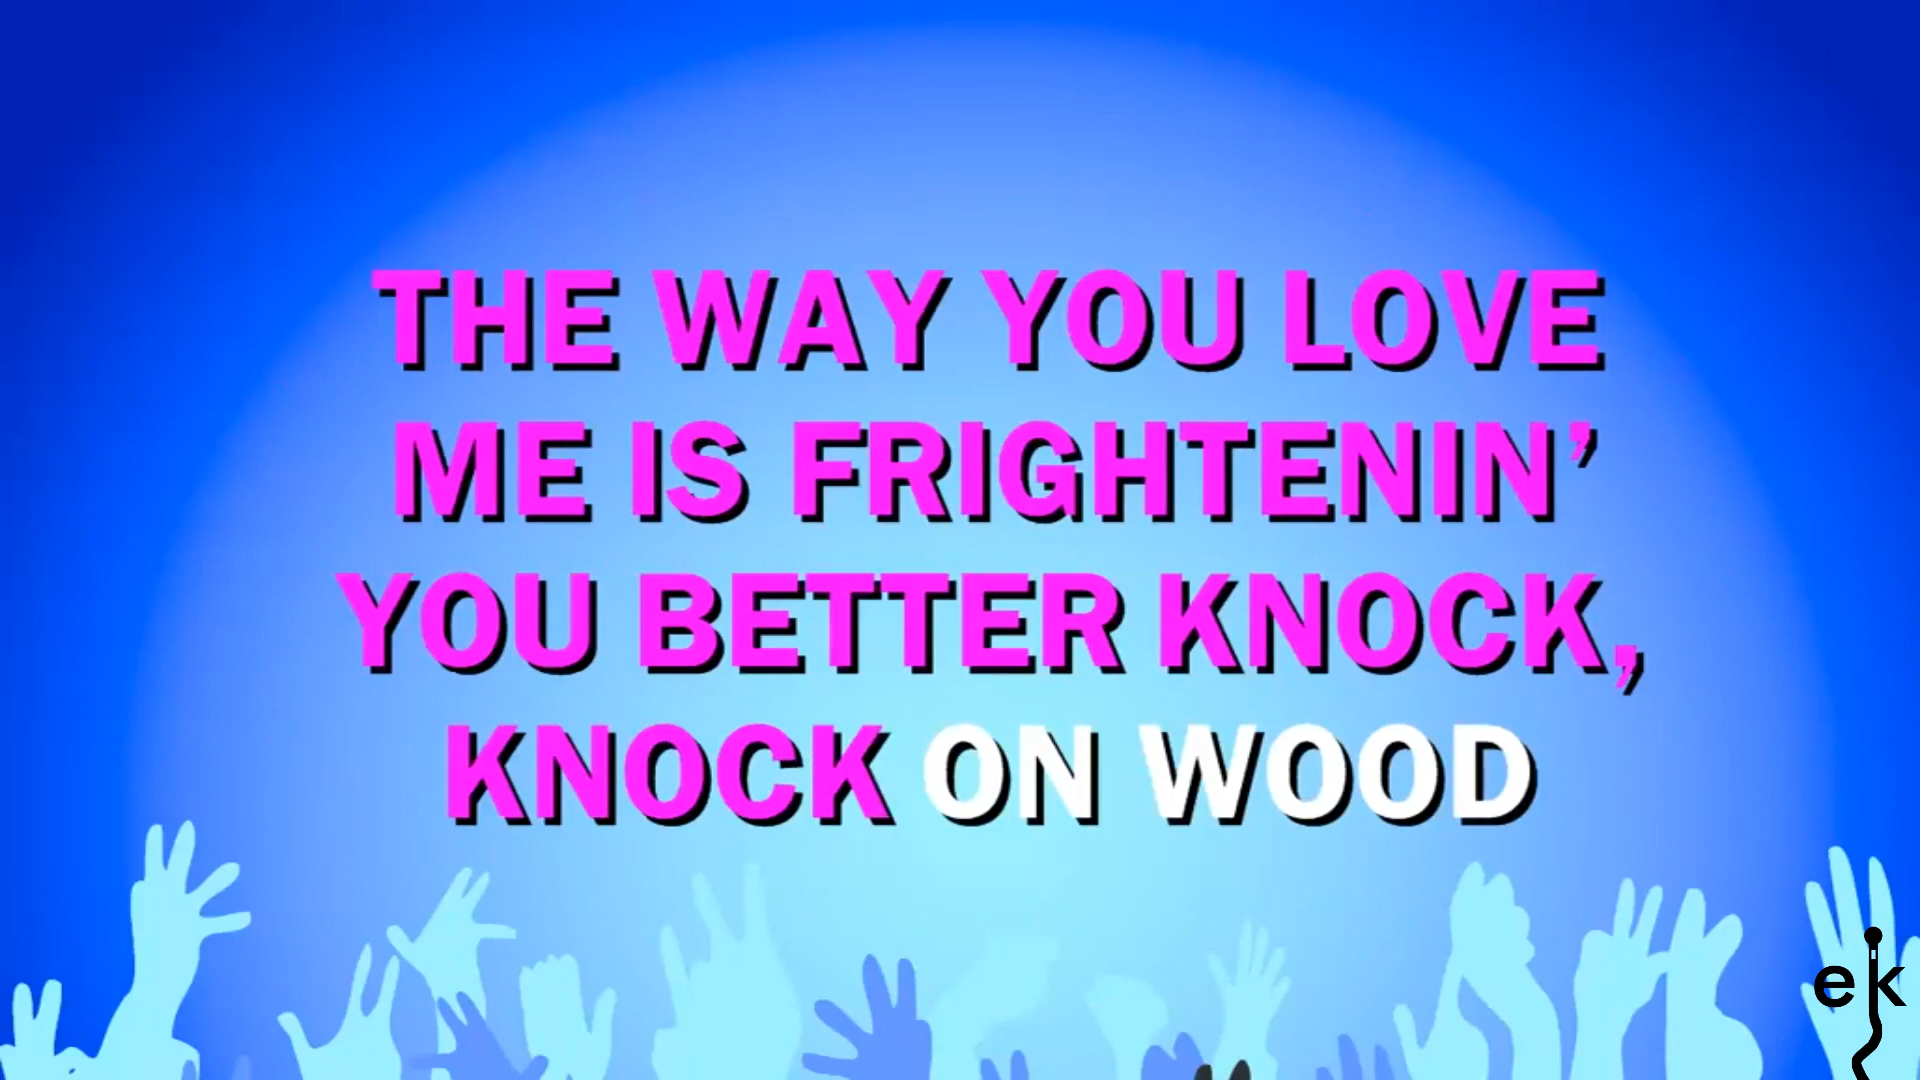 THE WAY YOU LOVE
ME IS FRIGHTENIN’
YOU BETTER KNOCK,
KNOCK ON WOOD
ek